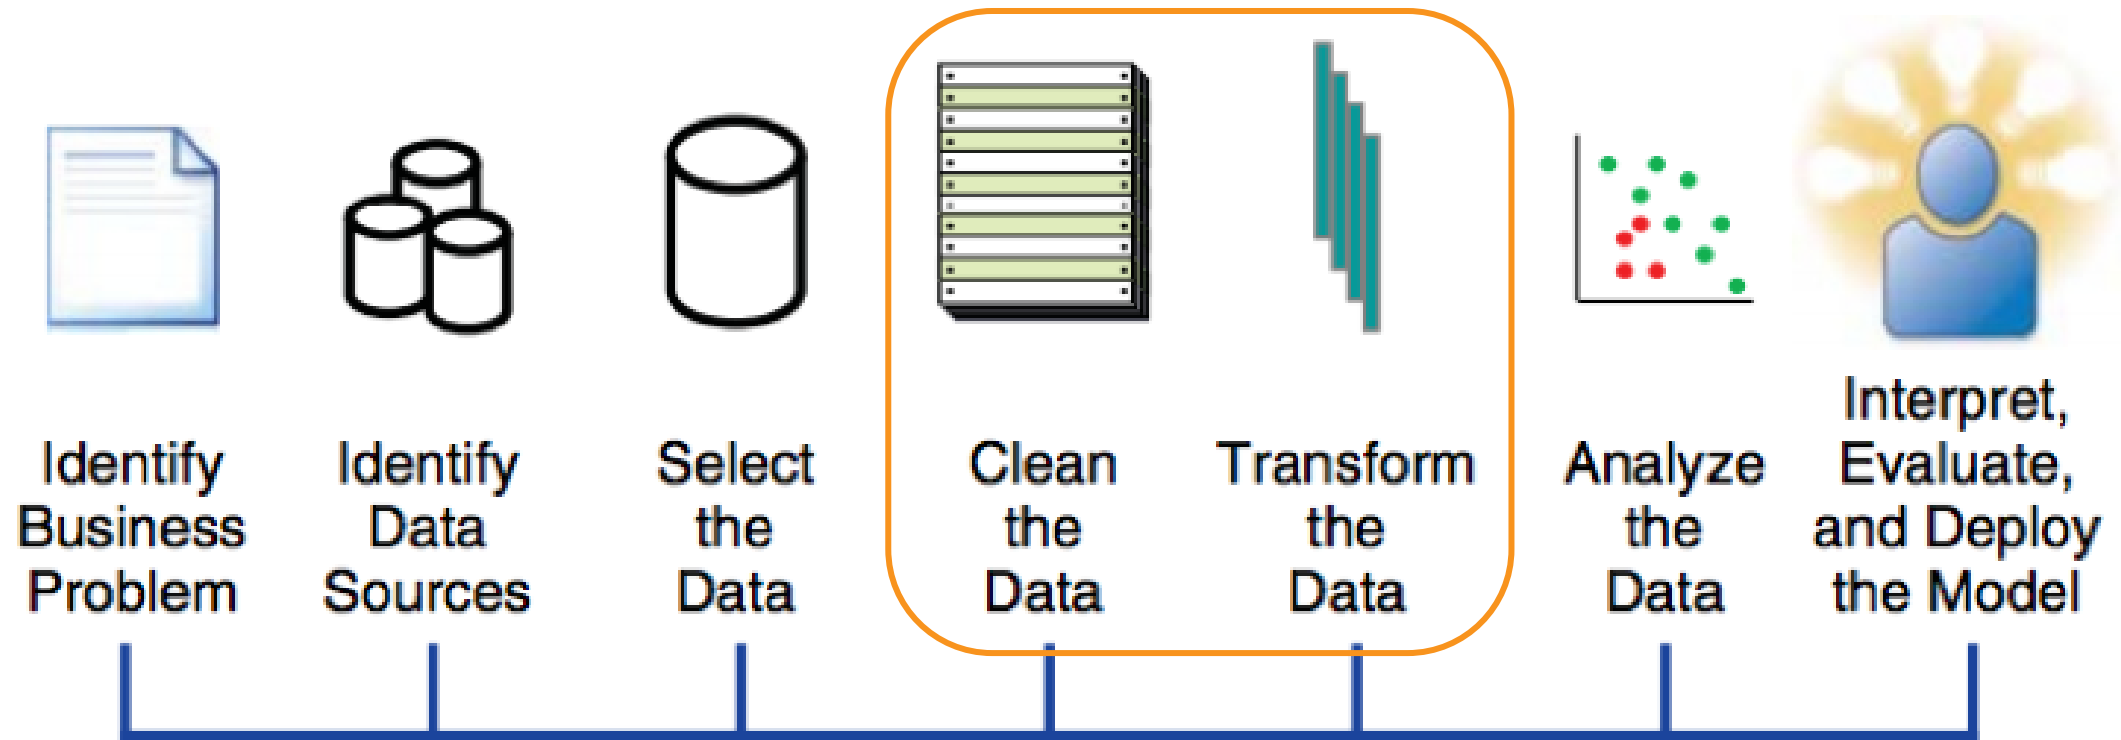 Identify
Business
Problem
Identify
Data
Sources
Select
the
Data
Clean
the
Data
Transform
the
Data
Analyze
the
Data
Interpret,
Evaluate,
and Deploy
the Model